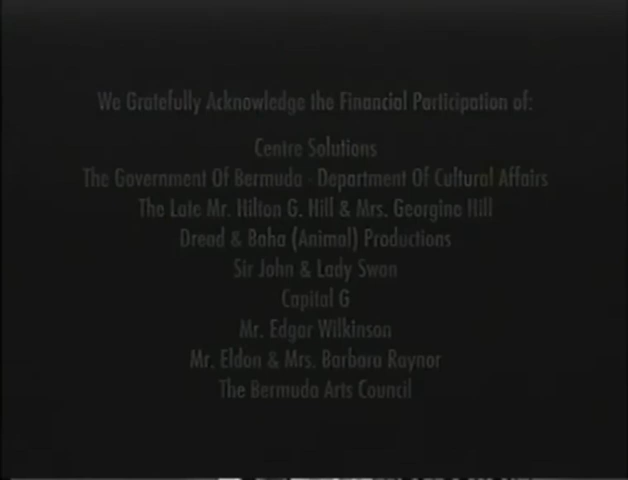 We Gratefully Acknowledge the Financial Participation of:
Centre Solutions
The Government Of Bermuda - Department Of Cultural Affairs
The Late Mr. Hilton G. Hill & Mrs. Georgine Hill
Dread & Baha (Animal) Productions
Sir John & Lady Swan
Capital G
Mr. Edgar Wilkinson
Mr. Eldon & Mrs. Barbara Raynor
The Bermuda Arts Council